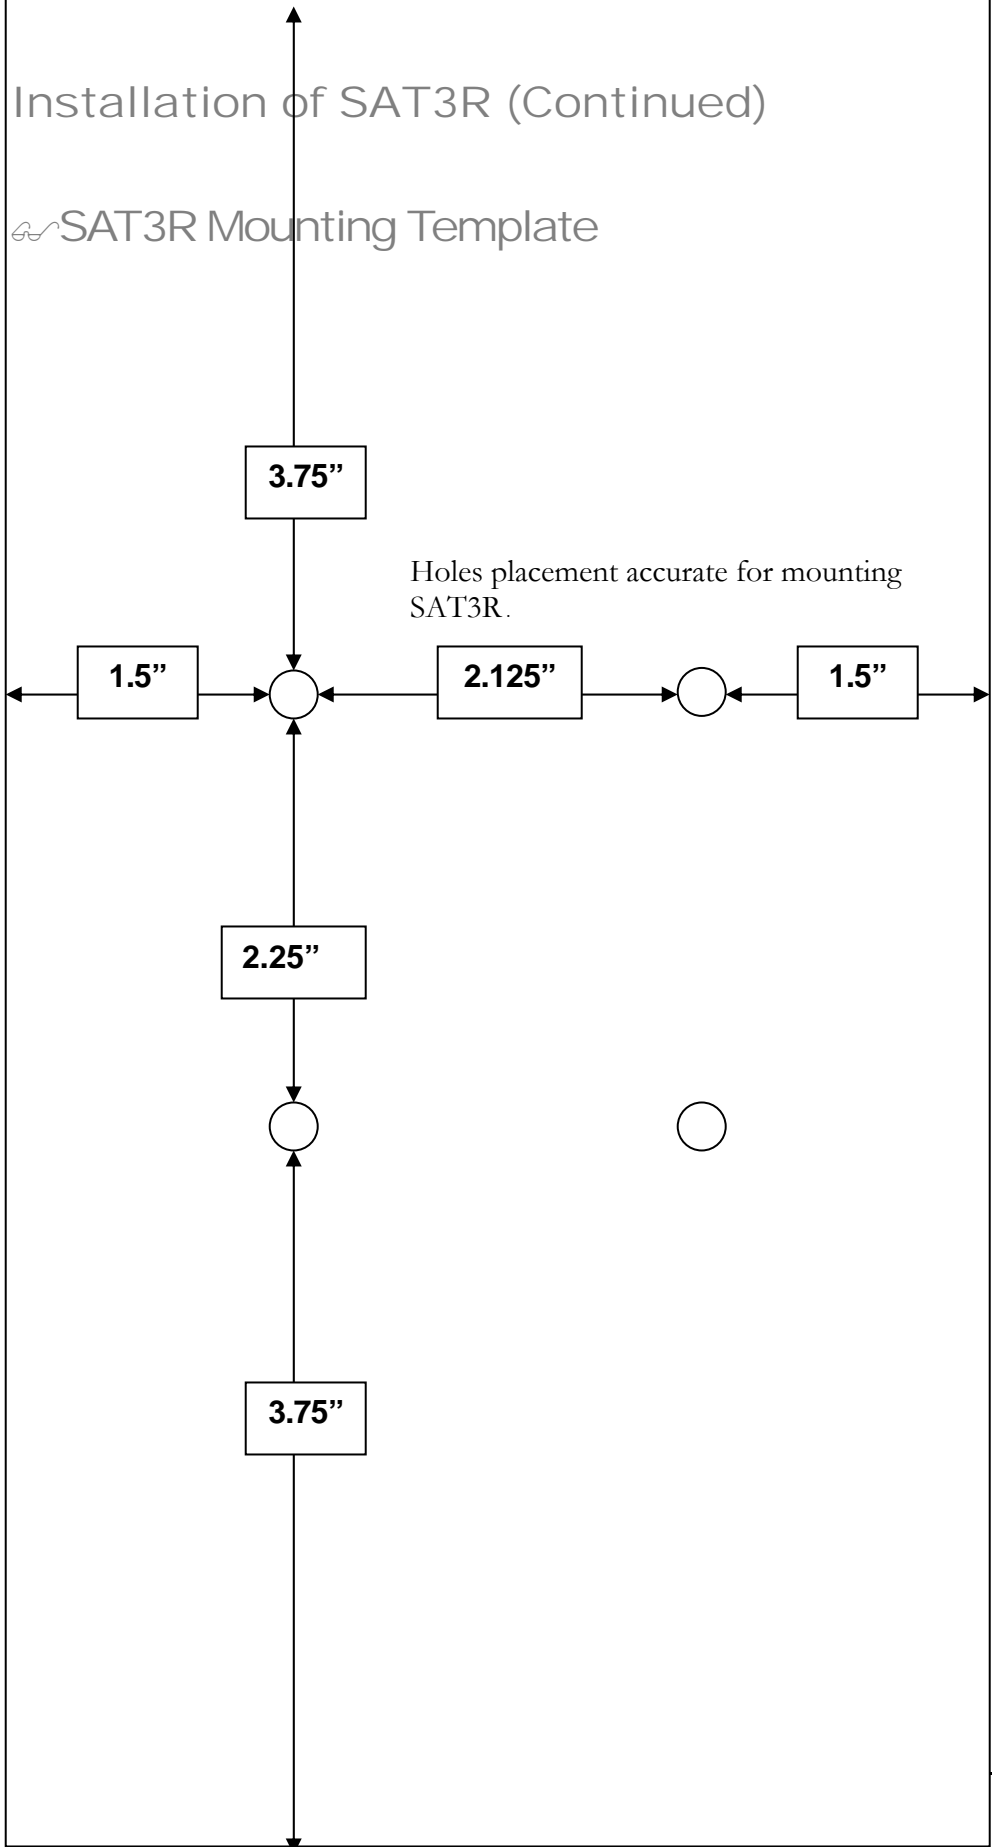 Installation of SAT3R (Continued)
SAT3R Mounting Template
3.75”
Holes placement accurate for mounting
SAT3R.
1.5”
2.125”
1.5”
2.25”
3.75”